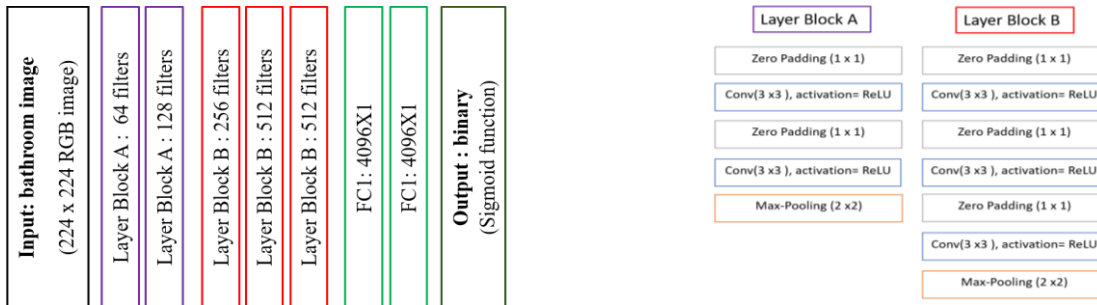 Input: bathroom image
(224 x 224 RGB image)
Layer Block A : 64 filters
Layer Block A : 128 filters
Layer Block B : 256 filters
Layer Block B : 512 filters
Layer Block B : 512 filters
FC1: 4096X1
FC1: 4096X1
Output : binary
(Sigmoid function)
Layer Block A
Zero Padding (1 x 1)
Conv(3 x3 ), activation= ReLU
Zero Padding (1 x 1)
Conv(3 x3 ), activation= ReLU
Max-Pooling (2 x2)
Layer Block B
Zero Padding (1 x 1)
Conv(3 x3 ), activation= ReLU
Zero Padding (1 x 1)
Conv(3 x3 ), activation= ReLU
Zero Padding (1 x 1)
Conv(3 x3 ), activation= ReLU
Max-Pooling (2 x2)